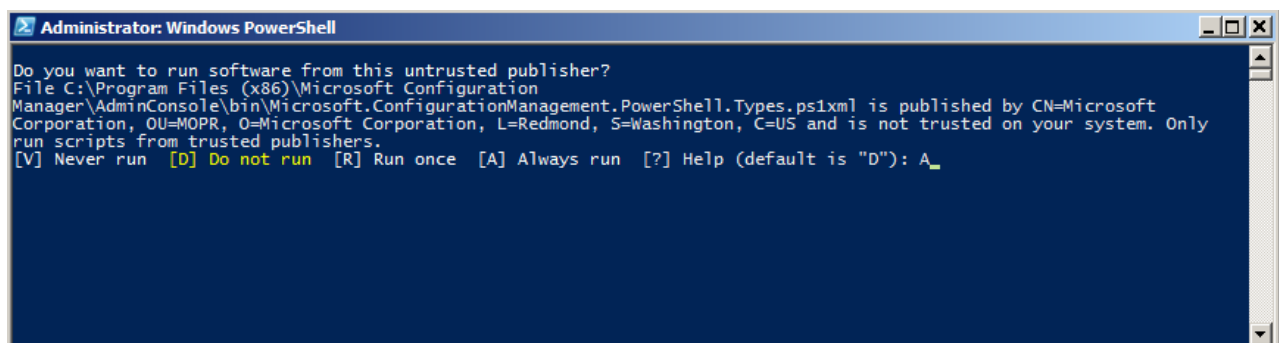 Administrator: Windows PowerShell
Do you want to run software from this untrusted publisher?
File C:\Program Files (x86)\Microsoft Configuration
Manager\AdminConsole\bin\Microsoft.ConfigurationManagement.PowerShell.Types.ps1xml is published by CN=Microsoft
Corporation, OU=MOPR, O=Microsoft Corporation, L=Redmond, S=Washington, C=US and is not trusted on your system. Only
run scripts from trusted publishers.
[V] Never run  [D] Do not run  [R] Run once  [A] Always run  [?] Help (default is "D"): A